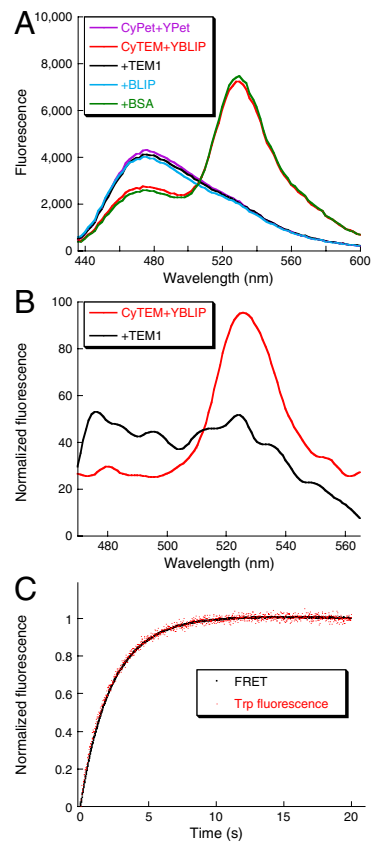 A
10,000
8,000
6,000
4,000
2,000
0
Fluorescence
CyPet+YPet
CyTEM+YBLIP
+TEM1
+BLIP
+BSA
440 480 520 560 600
Wavelength (nm)
B
100
80
60
40
20
0
Normalized fluorescence
CyTEM+YBLIP
+TEM1
480 500 520 540 560
Wavelength (nm)
C
1
0.8
0.6
0.4
0.2
0
Normalized fluorescence
FRET
Trp fluorescence
0 5 10 15 20
Time (s)